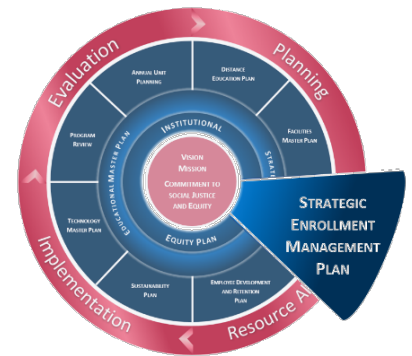 Evaluation
Planning
Resource Al
Implementation
ANNUAL UNIT
PLANNING
DISTANCE
EDUCATION PLAN
FACILITIES
MASTER PLAN
EMPLOYEE DEVELOPMENT
AND RETENTION
PLAN
SUSTAINABILITY
PLAN
TECHNOLOGY
MASTER PLAN
PROGRAM
REVIEW
EDUCATIONAL MASTER PLAN
STRAT
INSTITUTIONAL
EQUITY PLAN
VISION
MISSION
COMMITMENT TO
SOCIAL JUSTICE
AND EQUITY
STRATEGIC
ENROLLMENT
MANAGEMENT
PLAN